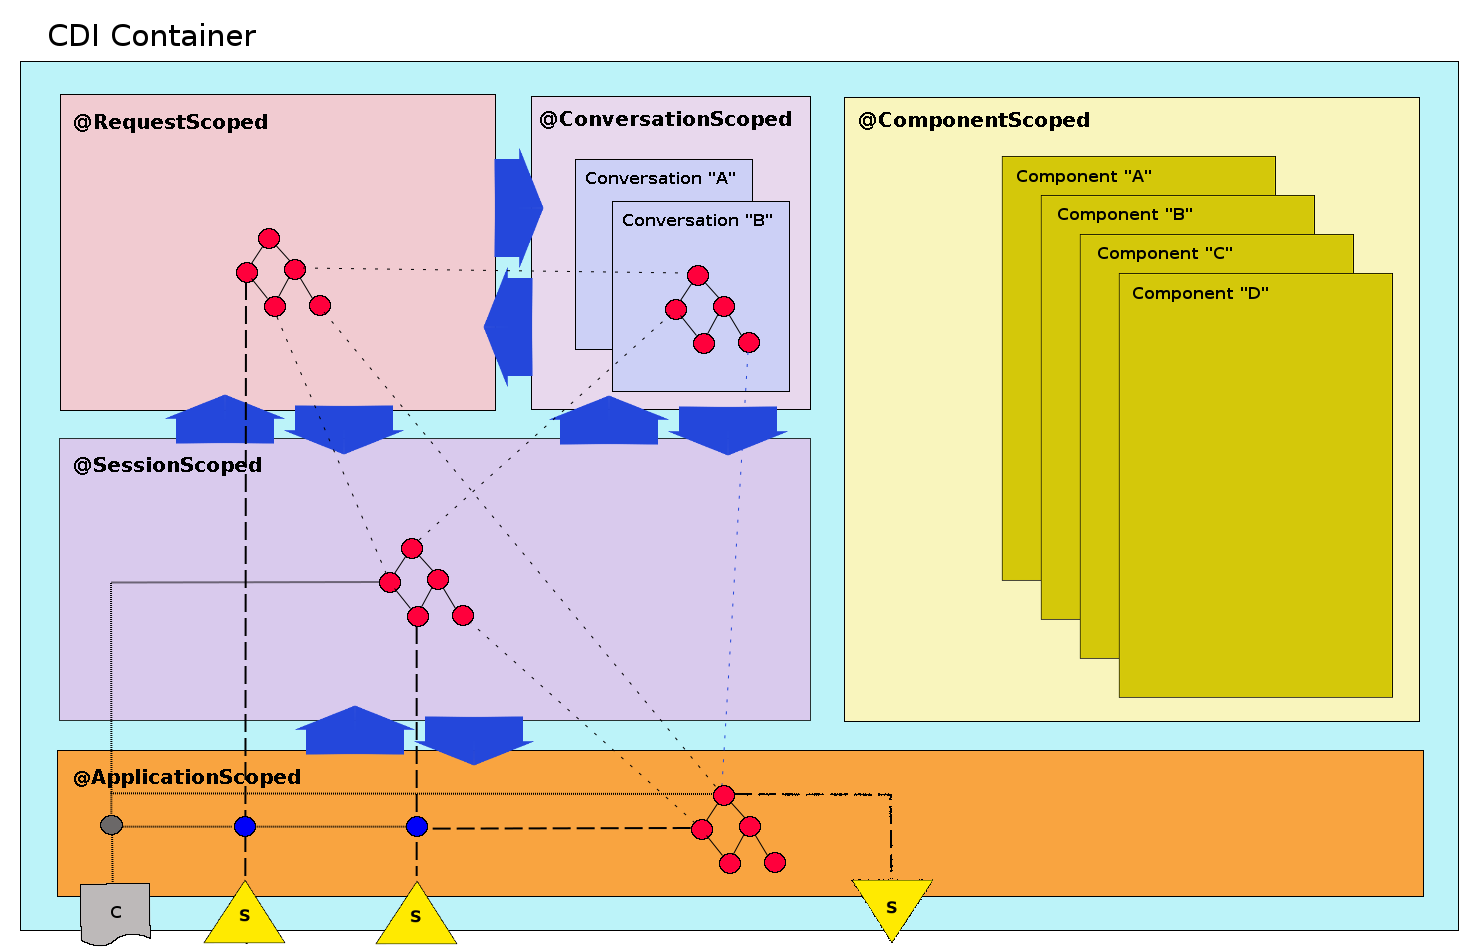 CDI Container
@RequestScoped
@ConversationScoped
Conversation "A"
Conversation "B"
@ComponentScoped
Component "A"
Component "B"
Component "C"
Component "D"
@SessionScoped
@ApplicationScoped
C
S
S
S